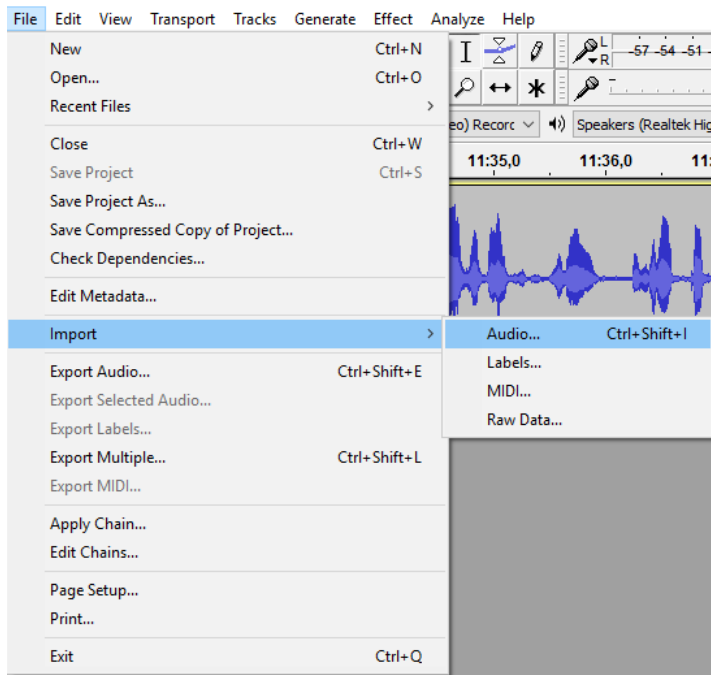 File Edit View Transport Tracks Generate Effect Analyze Help
New Ctrl+N
Open... Ctrl+O
Recent Files
Close Ctrl+W
Save Project Ctrl+S
Save Project As...
Save Compressed Copy of Project...
Check Dependencies...
Edit Metadata...
Import
Export Audio... Ctrl+Shift+E
Export Selected Audio...
Export Labels...
Export Multiple... Ctrl+Shift+L
Export MIDI...
Apply Chain...
Edit Chains...
Page Setup...
Print...
Exit Ctrl+Q
L -57 -54 -51
R
eo) Recorc Speakers (Realtek Hig
11:35,0 11:36,0 11:
Audio... Ctrl+Shift+I
Labels...
MIDI...
Raw Data...